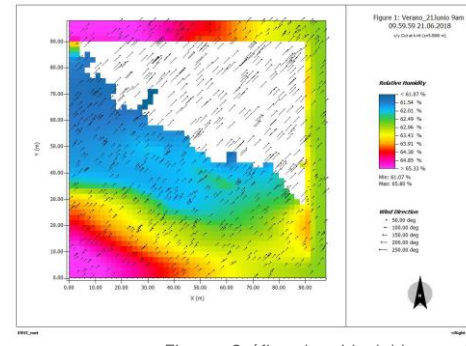 Figure 1: Verano_21Junio 9am
09.59.59 21.06.2018
Relative Humidity
< 61.07 %
61.54 %
62.01 %
62.49 %
62.96 %
63.43 %
63.91 %
64.38 %
64.85 %
> 65.33 %
Min: 61.07 %
Max: 65.80 %
Wind Direction
50.00 deg
100.00 deg
150.00 deg
200.00 deg
250.00 deg
90.00
80.00
70.00
60.00
50.00
40.00
30.00
20.00
10.00
0.00
Y (m)
0.00 10.00 20.00 30.00 40.00 50.00 60.00 70.00 80.00 90.00
X (m)